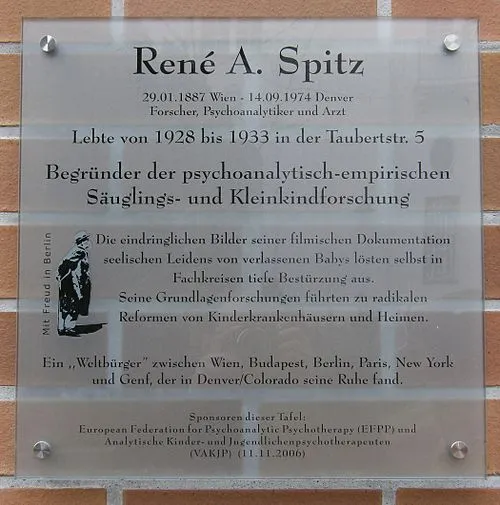 René A. Spitz
29.01.1887 Wien - 14.09.1974 Denver
Forscher, Psychoanalytiker und Arzt
Lebte von 1928 bis 1933 in der Taubertstr. 5
Begründer der psychoanalytisch-empirischen
Säuglings- und Kleinkindforschung
Mit Freud in Berlin
Die eindringlichen Bilder seiner filmischen Dokumentation
seelischen Leidens von verlassenen Babys lösten selbst in
Fachkreisen tiefe Bestürzung aus.
Seine Grundlagenforschungen führten zu radikalen
Reformen von Kinderkrankenhäusern und Heimen.
Ein ,,Weltbürger" zwischen Wien, Budapest, Berlin, Paris, New York
und Genf, der in Denver/Colorado seine Ruhe fand.
Sponsoren dieser Tafel:
European Federation for Psychoanalytic Psychotherapy (EFPP) und
Analytische Kinder- und Jugendlichenpsychotherapeuten
(VAKJP) (11.11.2006)